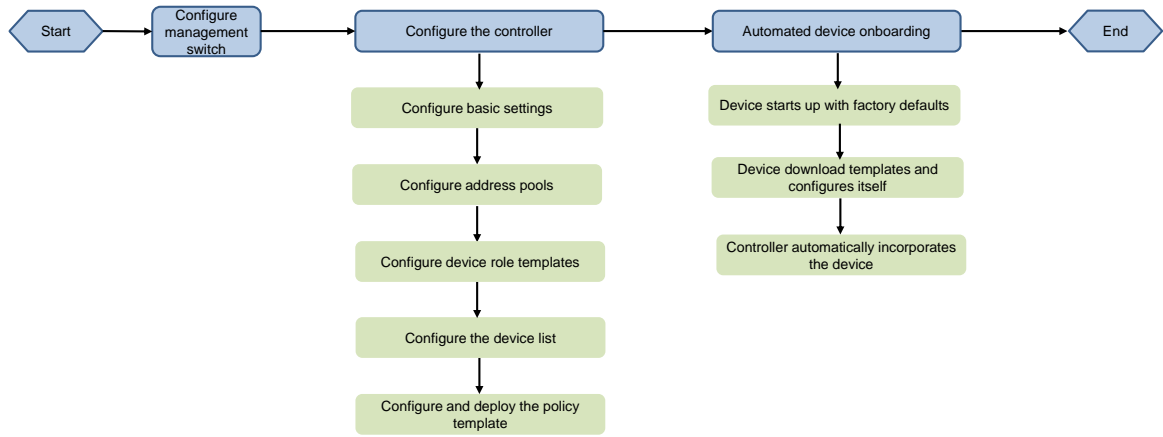 Start
Configure
management
switch
Configure the controller
Automated device onboarding
End
Configure basic settings
Configure address pools
Configure device role templates
Configure the device list
Configure and deploy the policy
template
Device starts up with factory defaults
Device download templates and
configures itself
Controller automatically incorporates
the device